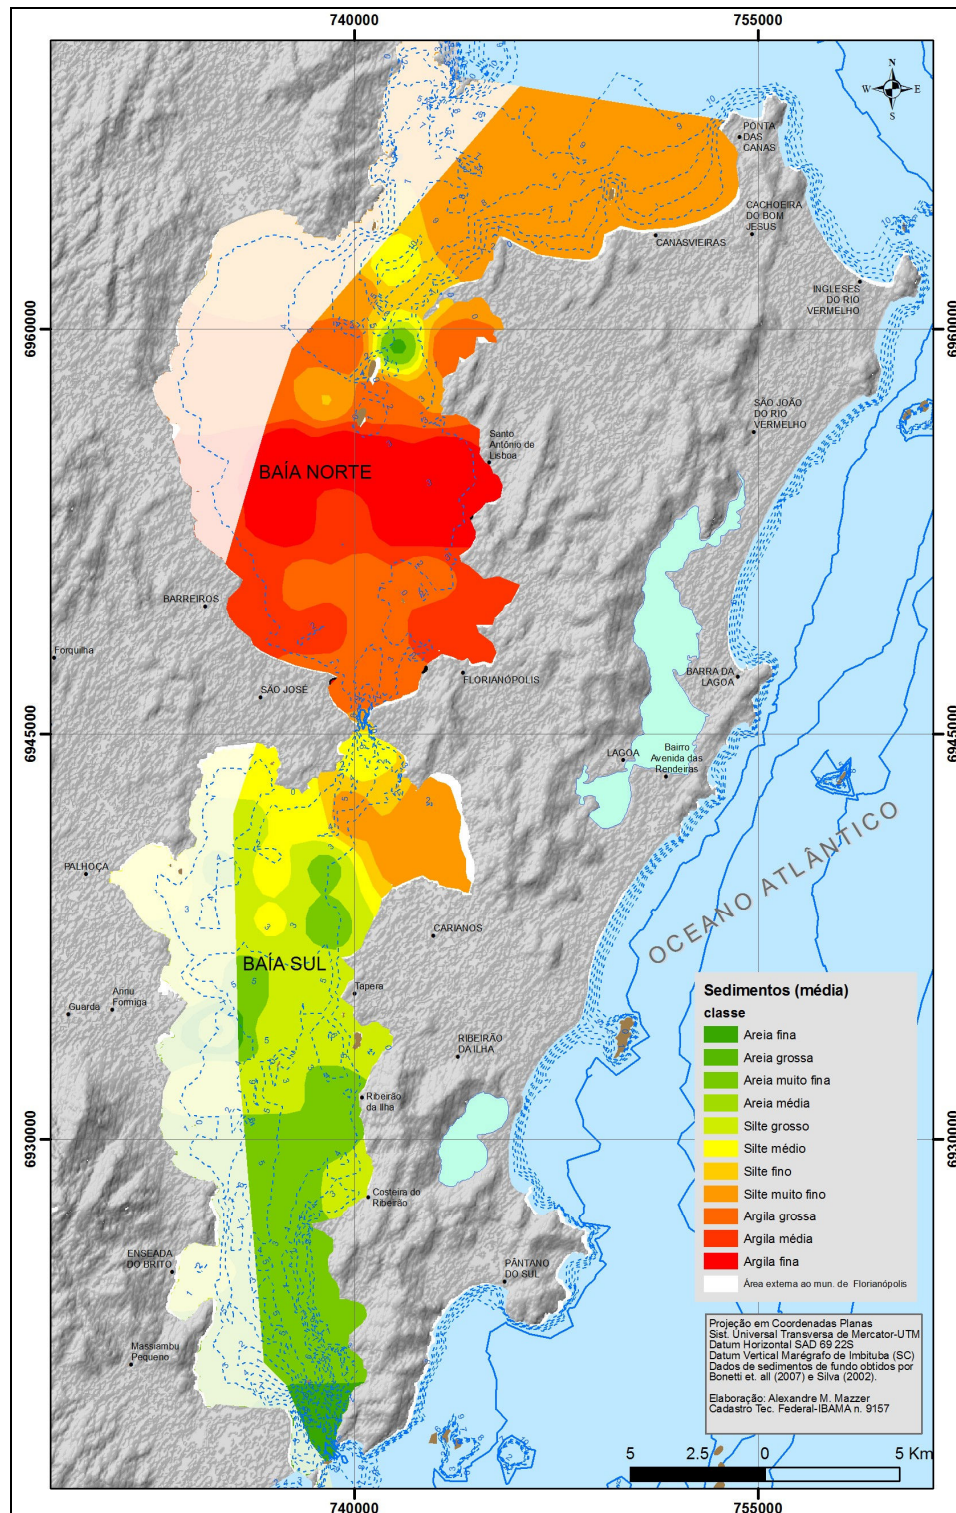 740000
755000
N
W
E
S
PONTA
DAS
CANAS
CACHOEIRA
DO BOM
JESUS
CANASVIEIRAS
INGLESES
DO RIO
VERMELHO
6960000
6960000
SÃO JOÃO
DO RIO
VERMELHO
Santo
Antônio de
Lisboa
BAÍA NORTE
BARREIROS
Forquilha
SÃO JOSÉ
FLORIANÓPOLIS
BARRA DA
LAGOA
6945000
6945000
LAGOA
Bairro
Avenida das
Rendeiras
OCEANO ATLÂNTICO
PALHOÇA
CARIANOS
BAÍA SUL
Tapera
Guarda
Aririu
Formiga
RIBEIRÃO
DA ILHA
Ribeirão
da Ilha
6930000
6930000
Costeira do
Ribeirão
ENSEADA
DO BRITO
PÂNTANO
DO SUL
Massiambu
Pequeno
Sedimentos (média)
classe
Areia fina
Areia grossa
Areia muito fina
Areia média
Silte grosso
Silte médio
Silte fino
Silte muito fino
Argila grossa
Argila média
Argila fina
Área externa ao mun. de Florianópolis
Projeção em Coordenadas Planas
Sist. Universal Transversa de Mercator-UTM
Datum Horizontal SAD 69 22S
Datum Vertical Marégrafo de Imbituba (SC)
Dados de sedimentos de fundo obtidos por
Bonetti et. all (2007) e Silva (2002).
Elaboração: Alexandre M. Mazzer
Cadastro Tec. Federal-IBAMA n. 9157
5 2.5 0 5 Km
740000
755000